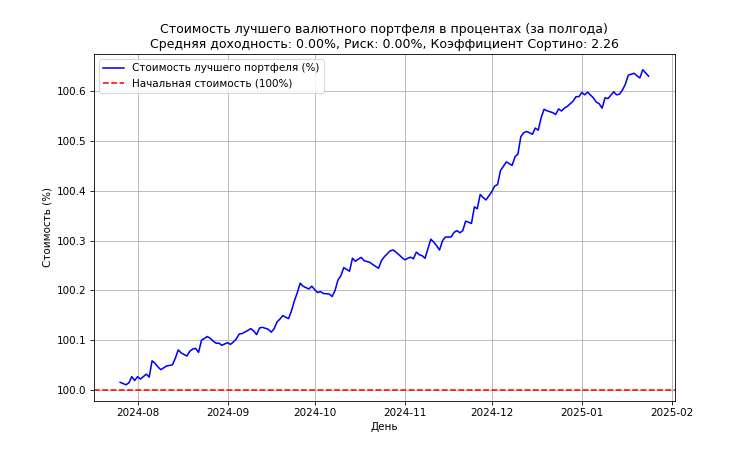 Стоимость лучшего валютного портфеля в процентах (за полгода)
Средняя доходность: 0.00%, Риск: 0.00%, Коэффициент Сортино: 2.26
Стоимость лучшего портфеля (%)
Начальная стоимость (100%)
Стоимость (%)
100.6
100.5
100.4
100.3
100.2
100.1
100.0
2024-08
2024-09
2024-10
2024-11
2024-12
2025-01
2025-02
День